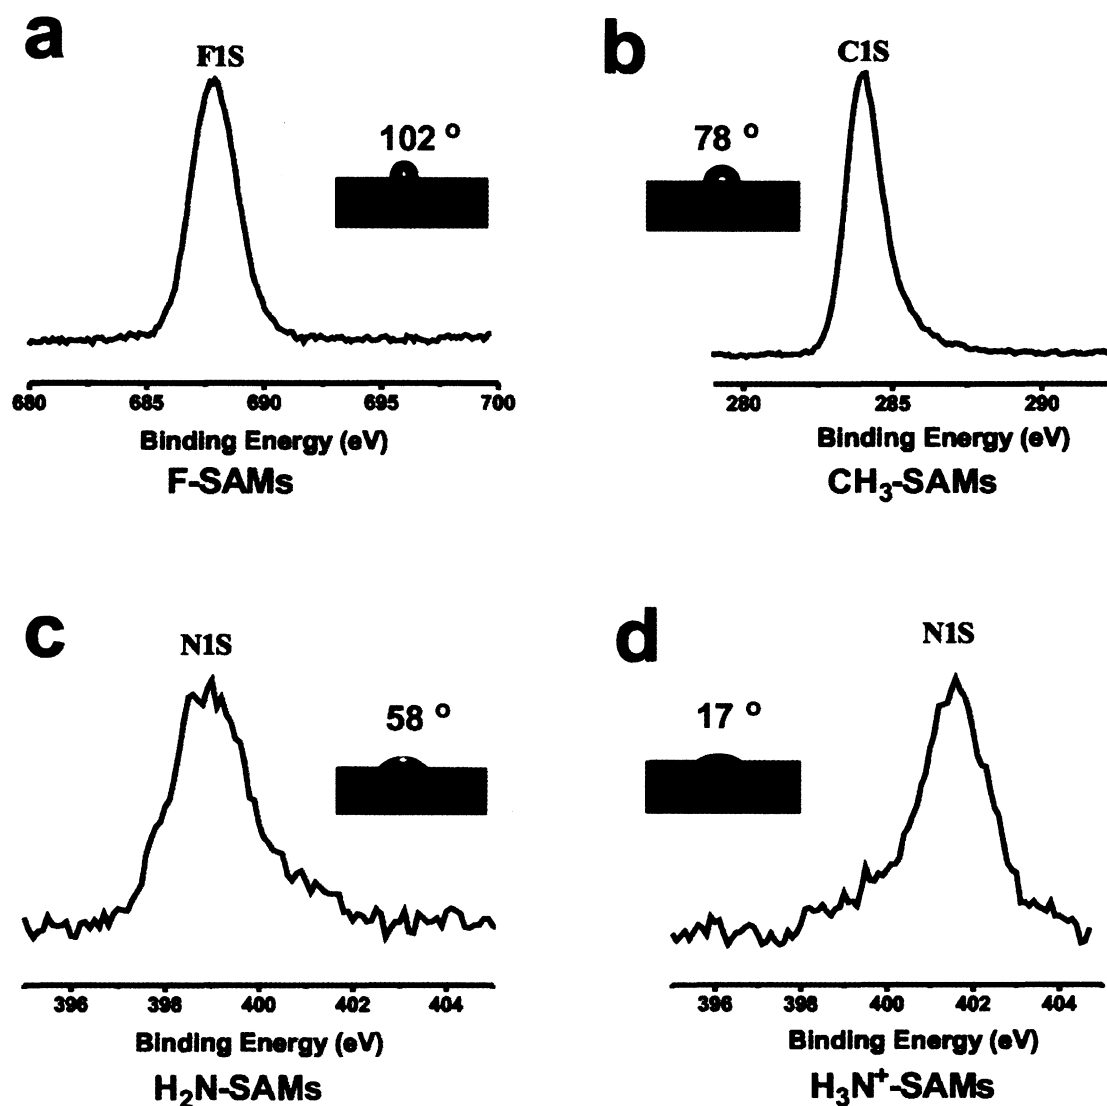 a
F1S
102 °
680 685 690 695 700
Binding Energy (eV)
F-SAMs
b
C1S
78 °
280 285 290
Binding Energy (eV)
CH₃-SAMs
c
N1S
58 °
396 398 400 402 404
Binding Energy (eV)
H₂N-SAMs
d
N1S
17 °
396 398 400 402 404
Binding Energy (eV)
H₃N⁺-SAMs